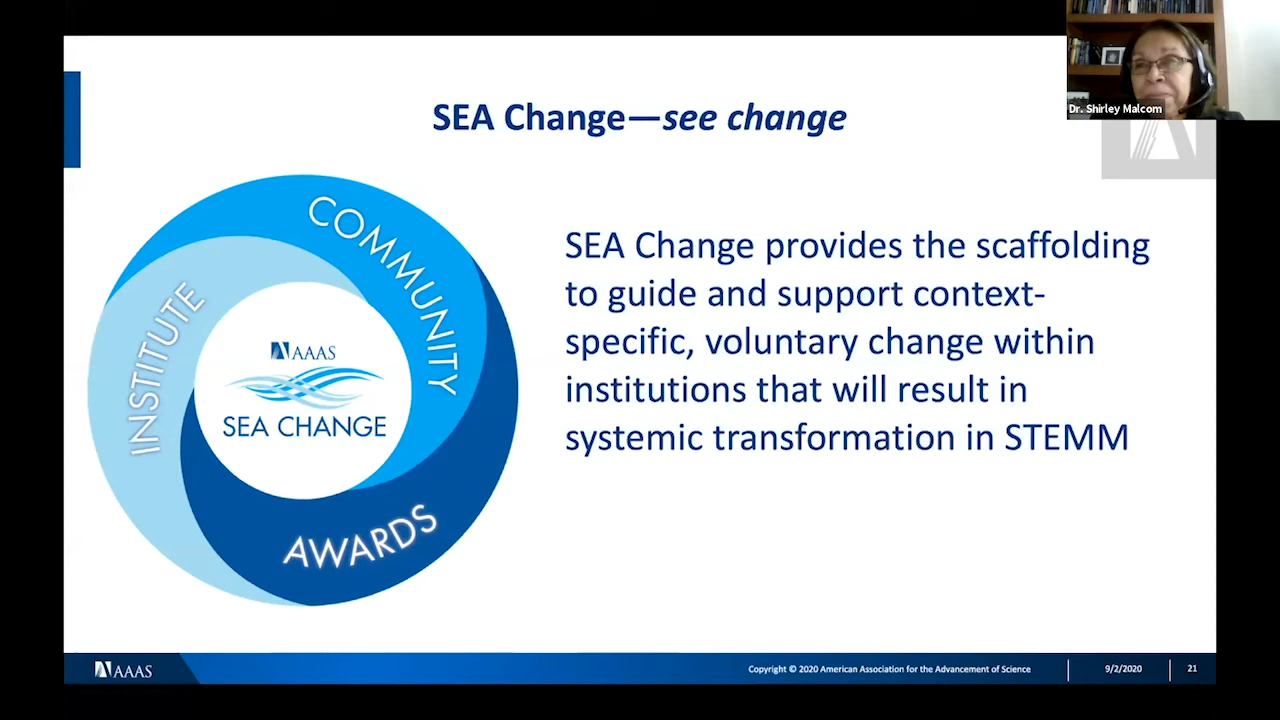 Dr. Shirley Malcom
SEA Change—see change
COMMUNITY
INSTITUTE
AWARDS
AAAS
SEA CHANGE
SEA Change provides the scaffolding
to guide and support context-
specific, voluntary change within
institutions that will result in
systemic transformation in STEMM
AAAS
Copyright © 2020 American Association for the Advancement of Science
9/2/2020
21